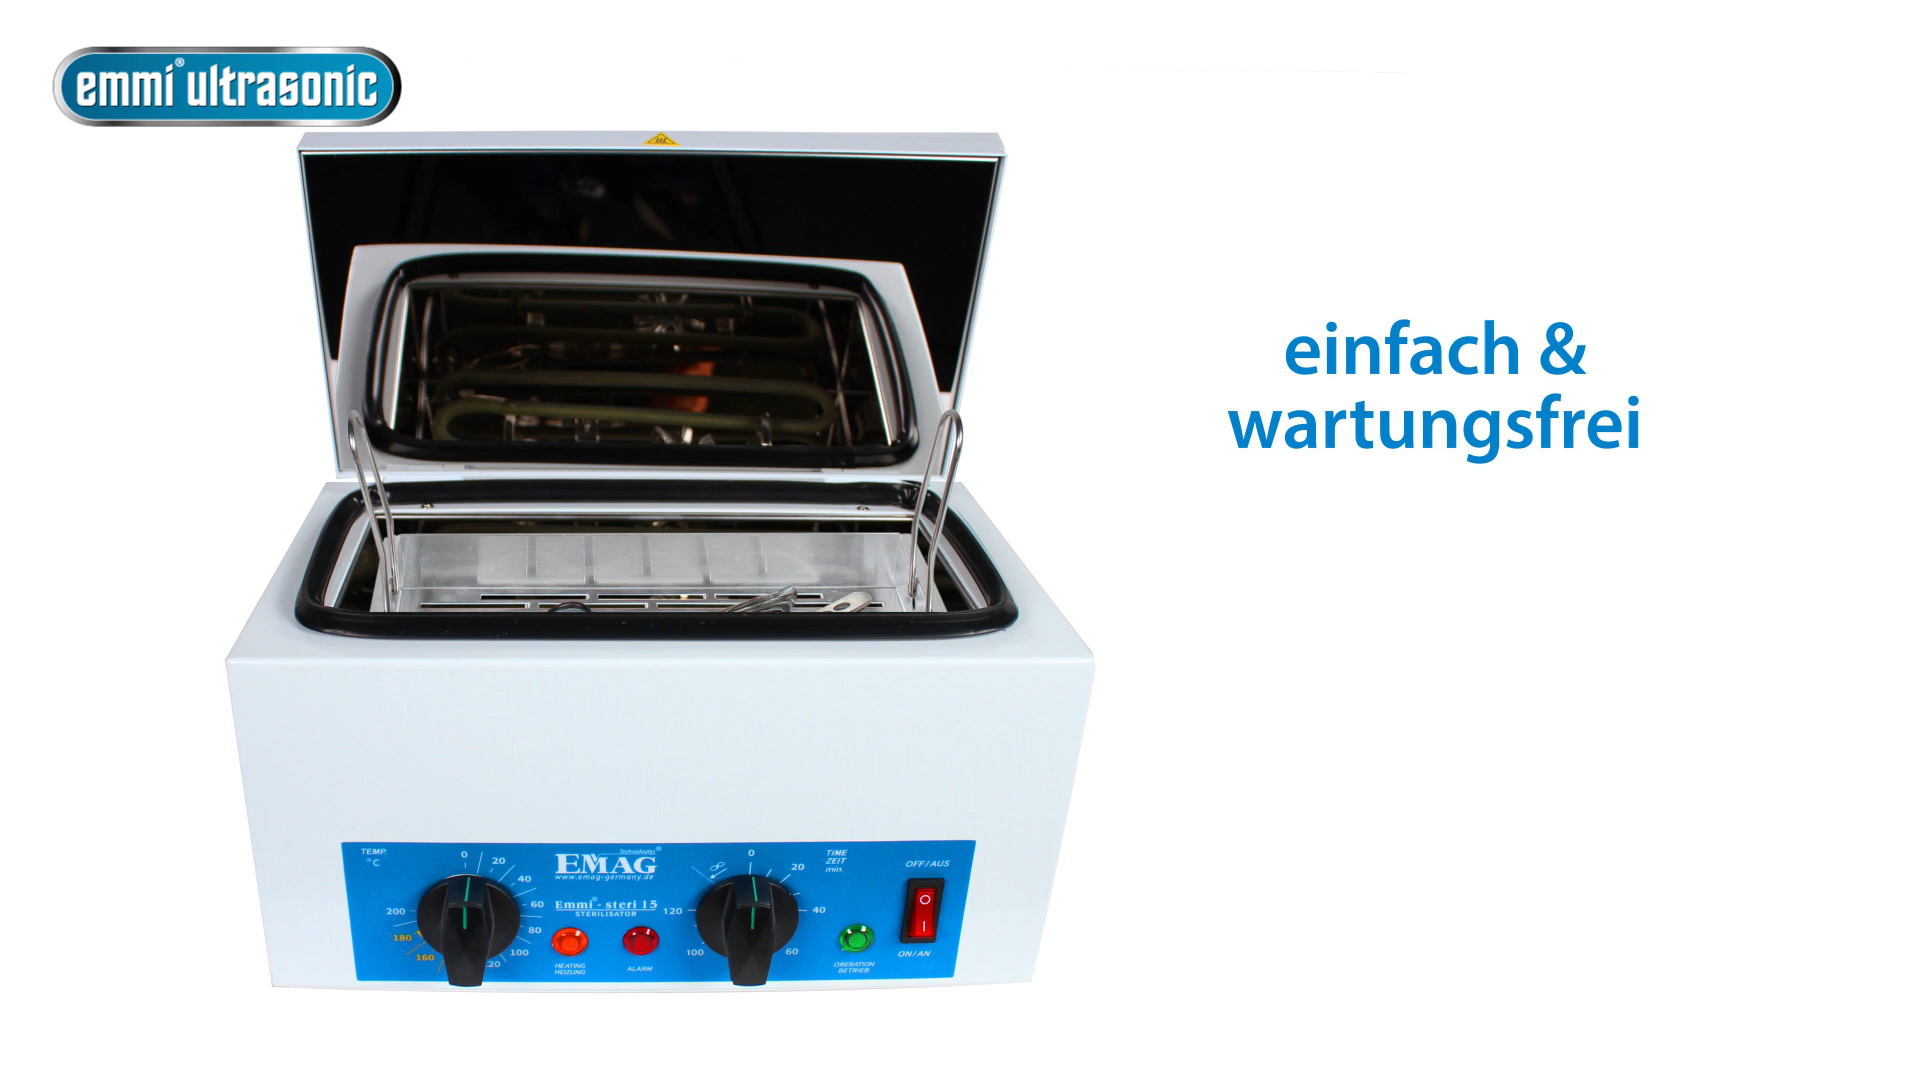 emmi® ultrasonic
einfach &
wartungsfrei
TEMP.
°C
0
20
40
60
80
100
160
180
200
Technologies®
EMAG
www.emag-germany.de
Emmi® - steri 15
STERILISATOR
HEATING
HEIZUNG
ALARM
∞
0
20
40
60
100
120
TIME
ZEIT
min.
ORERATION
BETRIEB
OFF/AUS
ON/AN